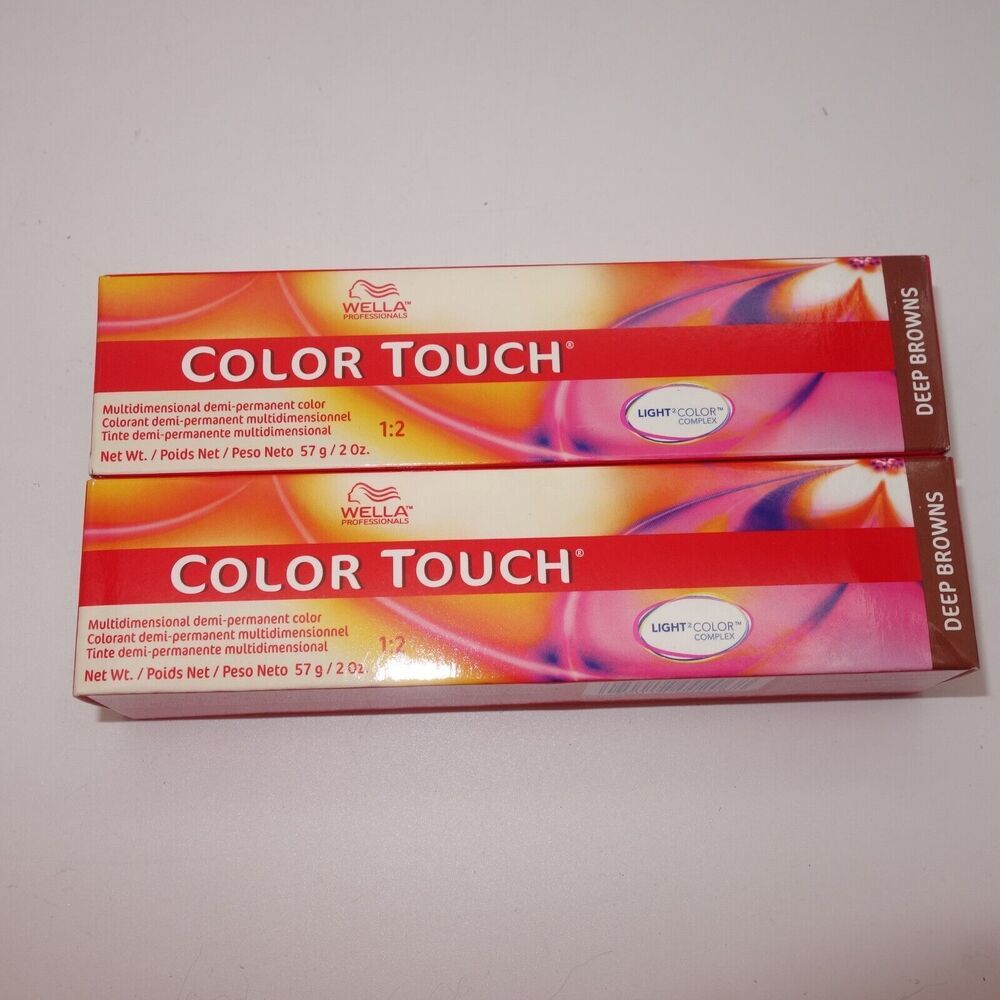 WELLA™
PROFESSIONALS
COLOR TOUCH®
Multidimensional demi-permanent color
Colorant demi-permanent multidimensionnel
Tinte demi-permanente multidimensional
1:2
Net Wt. / Poids Net / Peso Neto 57 g / 2 Oz.
LIGHT²COLOR™
COMPLEX
DEEP BROWNS
WELLA™
PROFESSIONALS
COLOR TOUCH®
Multidimensional demi-permanent color
Colorant demi-permanent multidimensionnel
Tinte demi-permanente multidimensional
1:2
Net Wt. / Poids Net / Peso Neto 57 g / 2 Oz.
LIGHT²COLOR™
COMPLEX
DEEP BROWNS